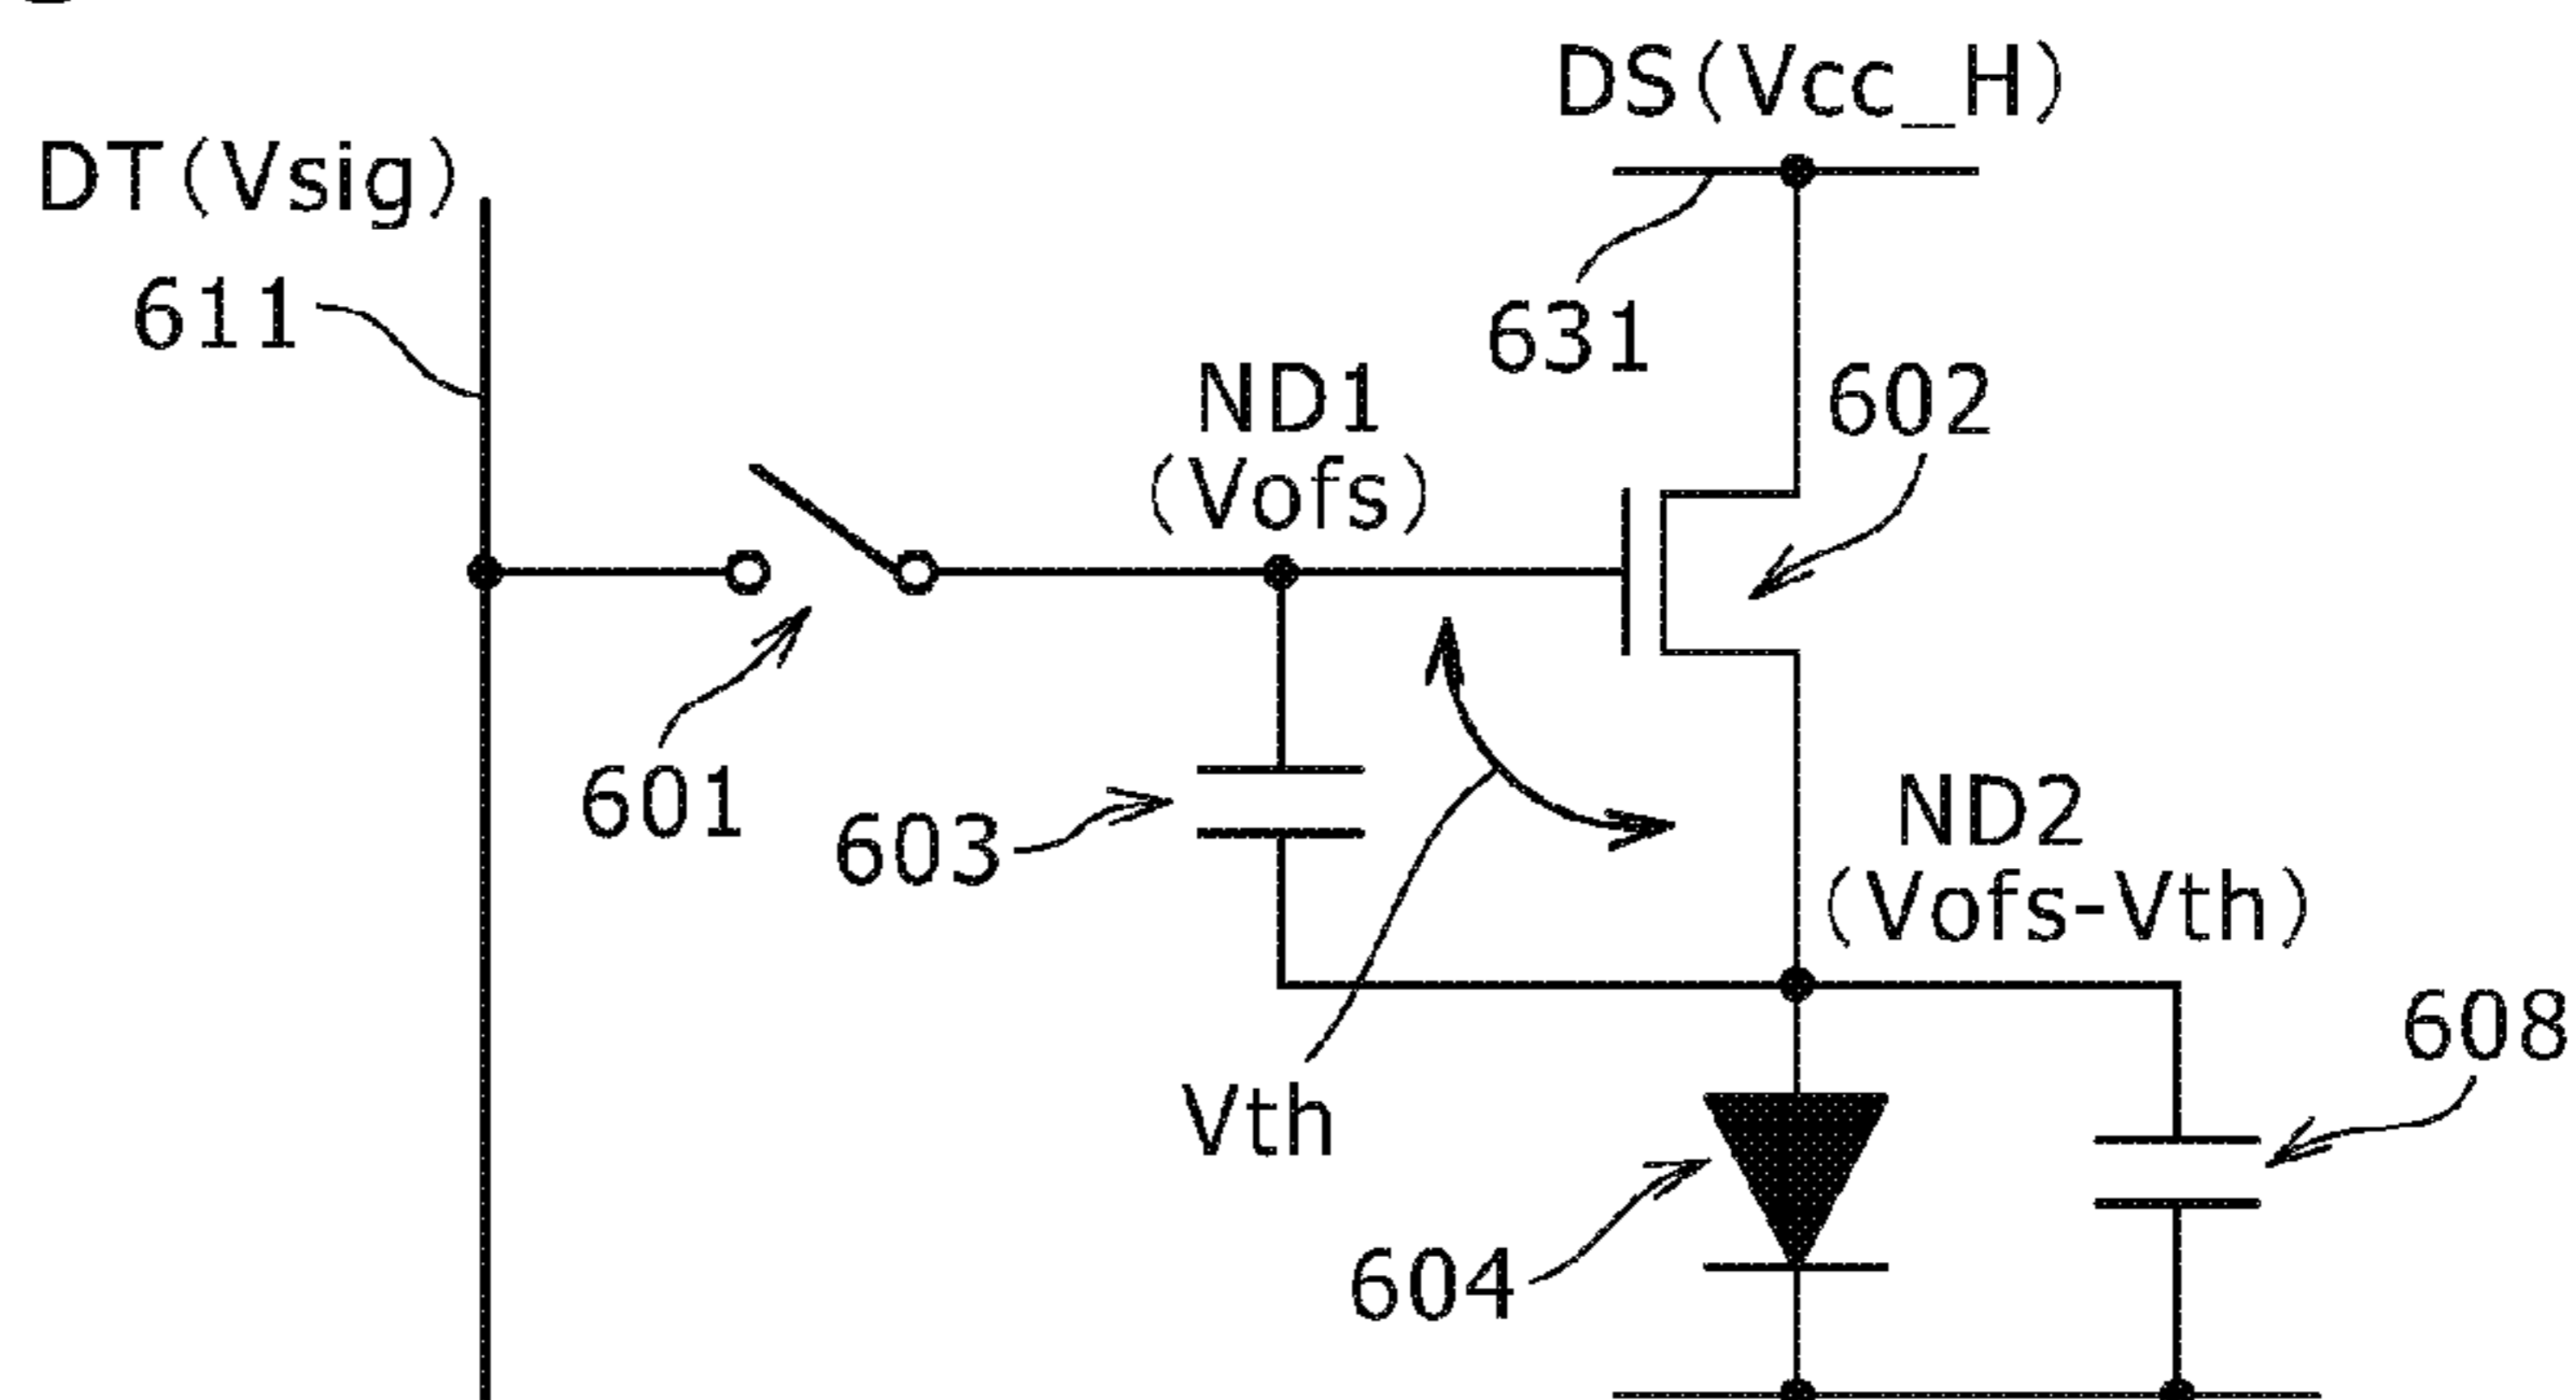 DS(Vcc_H)
DT(Vsig)
611
631
ND1
(Vofs)
602
601
603
ND2
(Vofs-Vth)
608
Vth
604